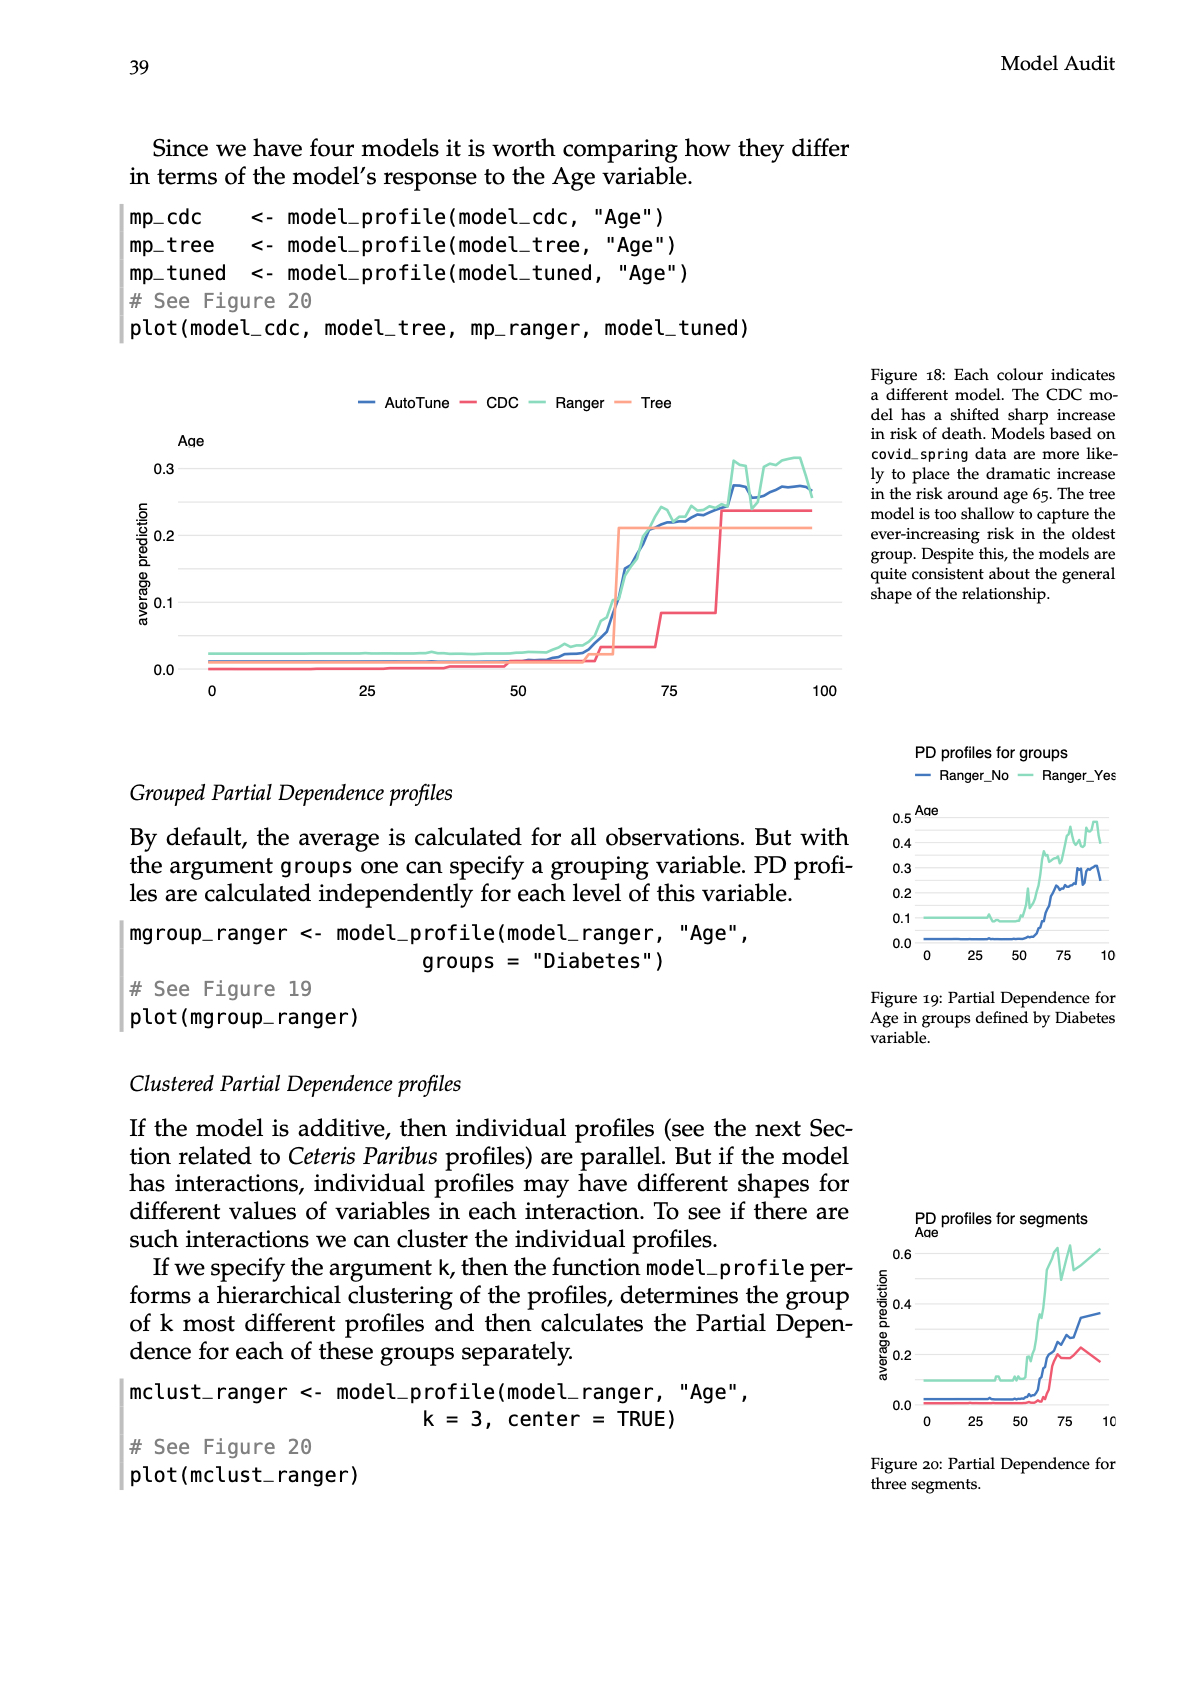 39
Model Audit
Since we have four models it is worth comparing how they differ
in terms of the model's response to the Age variable.
mp_cdc    <- model_profile(model_cdc, "Age")
mp_tree   <- model_profile(model_tree, "Age")
mp_tuned  <- model_profile(model_tuned, "Age")
# See Figure 20
plot(model_cdc, model_tree, mp_ranger, model_tuned)
AutoTune CDC Ranger Tree
Age
average prediction
0.3
0.2
0.1
0.0
0 25 50 75 100
Figure 18: Each colour indicates
a different model. The CDC mo-
del has a shifted sharp increase
in risk of death. Models based on
covid_spring data are more like-
ly to place the dramatic increase
in the risk around age 65. The tree
model is too shallow to capture the
ever-increasing risk in the oldest
group. Despite this, the models are
quite consistent about the general
shape of the relationship.
Grouped Partial Dependence profiles
By default, the average is calculated for all observations. But with
the argument groups one can specify a grouping variable. PD profi-
les are calculated independently for each level of this variable.
mgroup_ranger <- model_profile(model_ranger, "Age",
                        groups = "Diabetes")
# See Figure 19
plot(mgroup_ranger)
PD profiles for groups
Ranger_No Ranger_Yes
Age
0.5
0.4
0.3
0.2
0.1
0.0
0 25 50 75 10
Figure 19: Partial Dependence for
Age in groups defined by Diabetes
variable.
Clustered Partial Dependence profiles
If the model is additive, then individual profiles (see the next Sec-
tion related to Ceteris Paribus profiles) are parallel. But if the model
has interactions, individual profiles may have different shapes for
different values of variables in each interaction. To see if there are
such interactions we can cluster the individual profiles.
If we specify the argument k, then the function model_profile per-
forms a hierarchical clustering of the profiles, determines the group
of k most different profiles and then calculates the Partial Depen-
dence for each of these groups separately.
mclust_ranger <- model_profile(model_ranger, "Age",
                        k = 3, center = TRUE)
# See Figure 20
plot(mclust_ranger)
PD profiles for segments
Age
average prediction
0.6
0.4
0.2
0.0
0 25 50 75 10
Figure 20: Partial Dependence for
three segments.